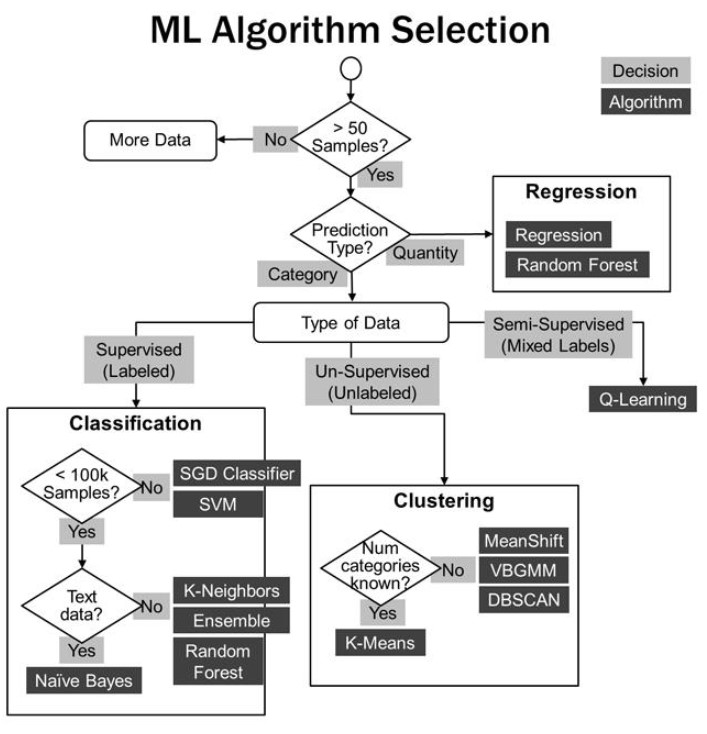 ML Algorithm Selection
Decision
Algorithm
> 50
Samples?
No
More Data
Yes
Prediction
Type?
Quantity
Category
Regression
Regression
Random Forest
Type of Data
Supervised
(Labeled)
Un-Supervised
(Unlabeled)
Semi-Supervised
(Mixed Labels)
Q-Learning
Classification
< 100k
Samples?
No
SGD Classifier
SVM
Yes
Text
data?
No
K-Neighbors
Ensemble
Random
Forest
Yes
Naïve Bayes
Clustering
Num
categories
known?
No
MeanShift
VBGMM
DBSCAN
Yes
K-Means